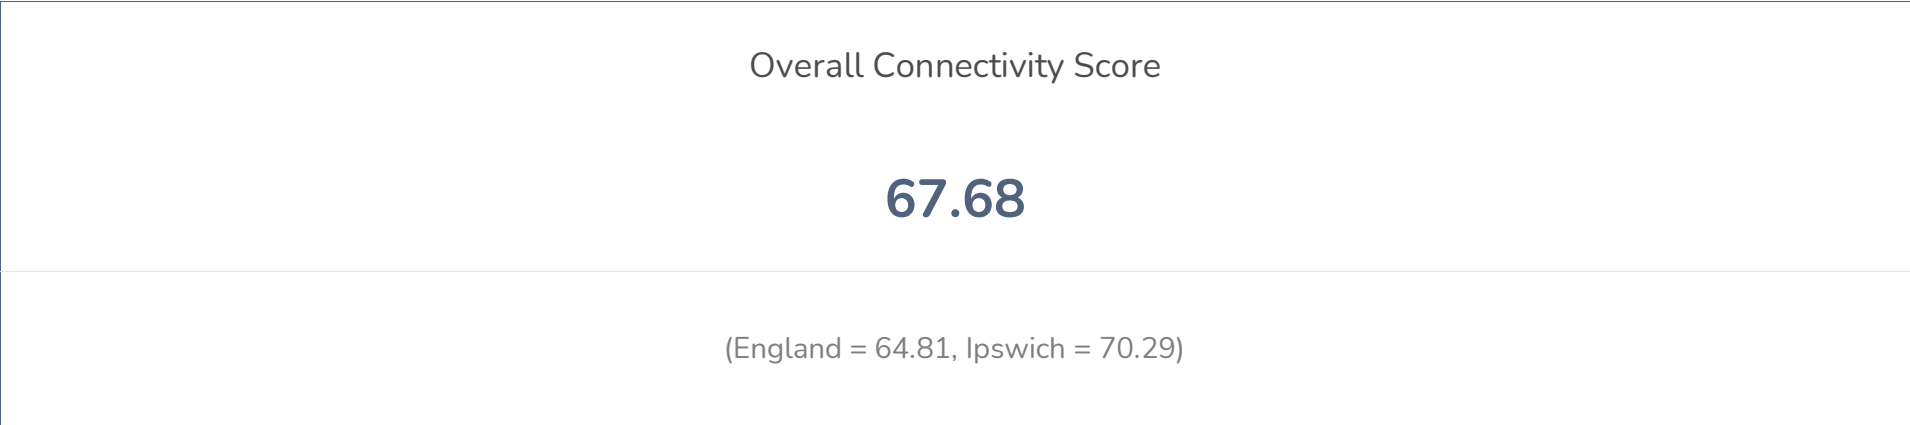 Overall Connectivity Score
67.68
(England = 64.81, Ipswich = 70.29)